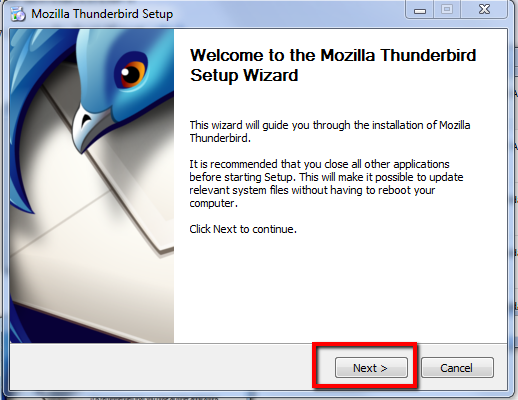 Mozilla Thunderbird Setup
Welcome to the Mozilla Thunderbird
Setup Wizard
This wizard will guide you through the installation of Mozilla
Thunderbird.
It is recommended that you close all other applications
before starting Setup. This will make it possible to update
relevant system files without having to reboot your
computer.
Click Next to continue.
Next >
Cancel